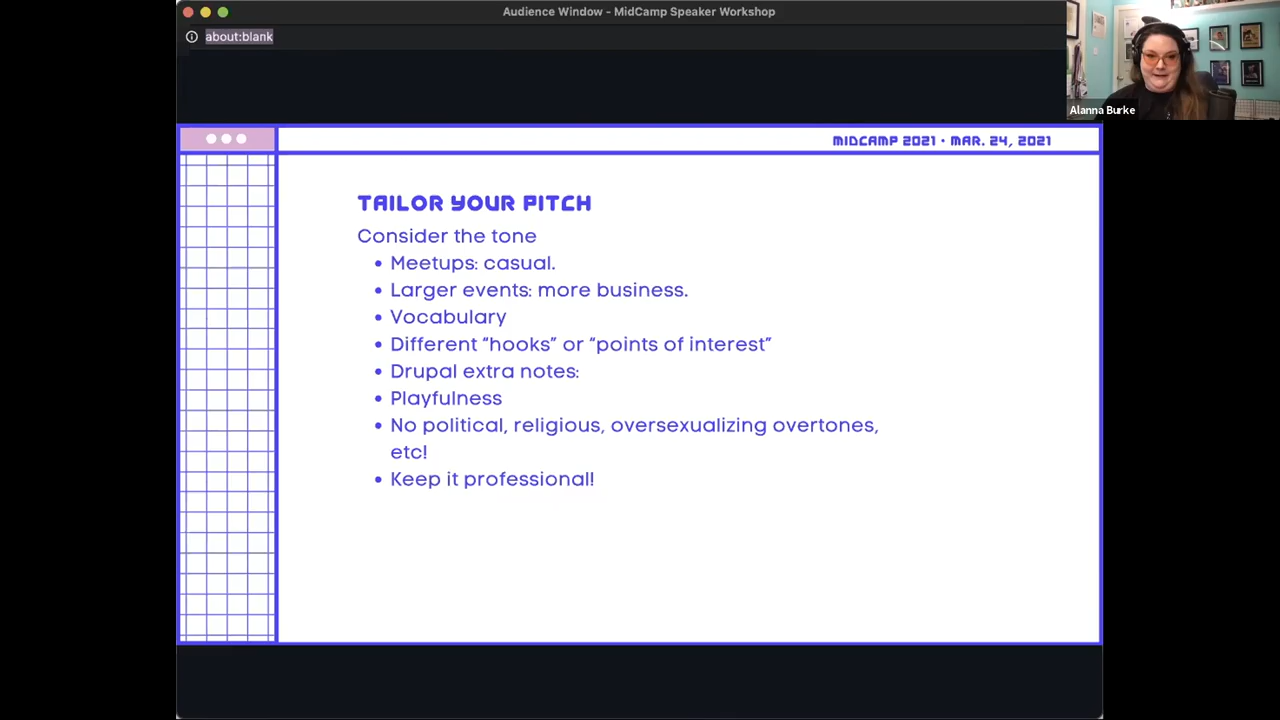 Audience Window - MidCamp Speaker Workshop
about:blank
Alanna Burke
MIDCAMP 2021 • MAR. 24, 2021
TAILOR YOUR PITCH
Consider the tone
• Meetups: casual.
• Larger events: more business.
• Vocabulary
• Different “hooks” or “points of interest”
• Drupal extra notes:
• Playfulness
• No political, religious, oversexualizing overtones,
etc!
• Keep it professional!